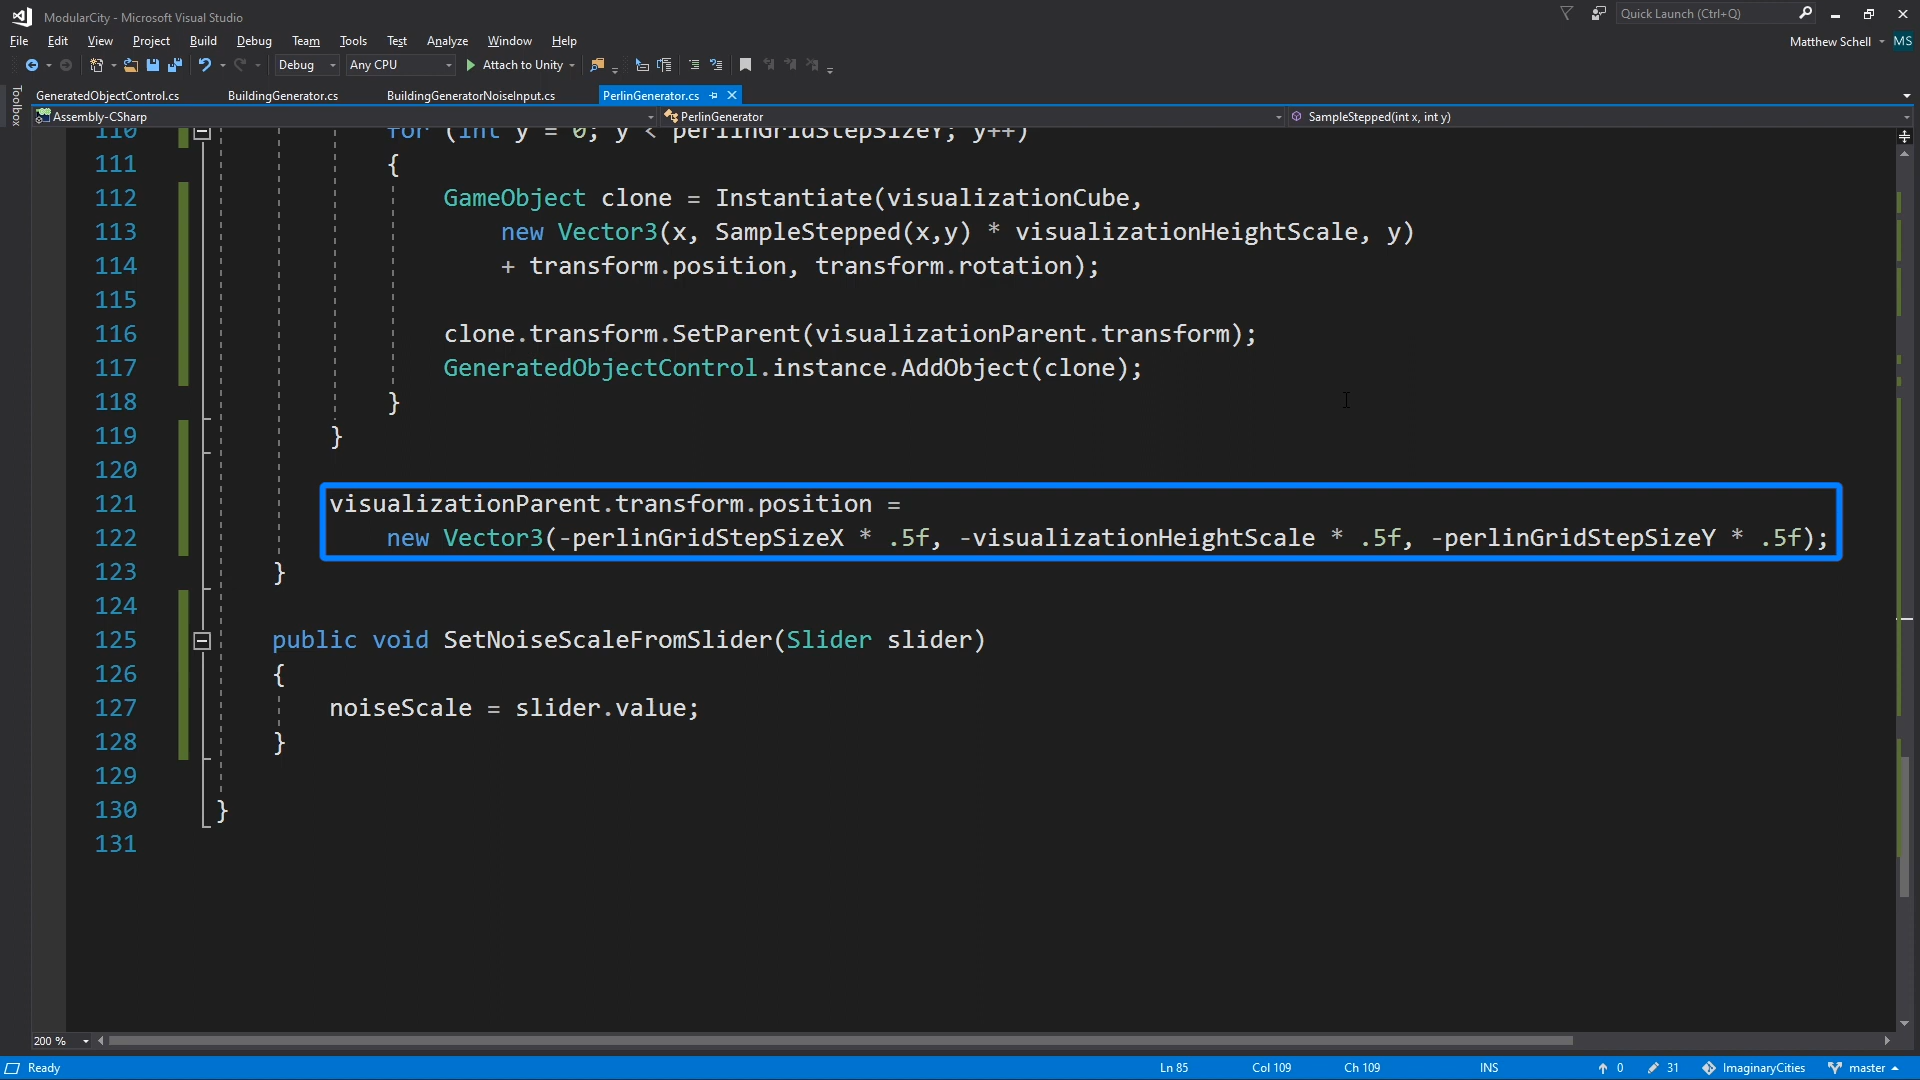 ModularCity - Microsoft Visual Studio
Quick Launch (Ctrl+Q)
File Edit View Project Build Debug Team Tools Test Analyze Window Help
Matthew Schell MS
Debug Any CPU Attach to Unity
Toolbox
GeneratedObjectControl.cs BuildingGenerator.cs BuildingGeneratorNoiseInput.cs PerlinGenerator.cs
Assembly-CSharp PerlinGenerator SampleStepped(int x, int y)
110 for (int y = 0; y < perlinGridStepSizeY; y++)
111 {
112 GameObject clone = Instantiate(visualizationCube,
113 new Vector3(x, SampleStepped(x,y) * visualizationHeightScale, y)
114 + transform.position, transform.rotation);
115
116 clone.transform.SetParent(visualizationParent.transform);
117 GeneratedObjectControl.instance.AddObject(clone);
118 }
119 }
120
121 visualizationParent.transform.position =
122 new Vector3(-perlinGridStepSizeX * .5f, -visualizationHeightScale * .5f, -perlinGridStepSizeY * .5f);
123 }
124
125 public void SetNoiseScaleFromSlider(Slider slider)
126 {
127 noiseScale = slider.value;
128 }
129
130 }
131
200 %
Ready Ln 85 Col 109 Ch 109 INS 0 31 ImaginaryCities master